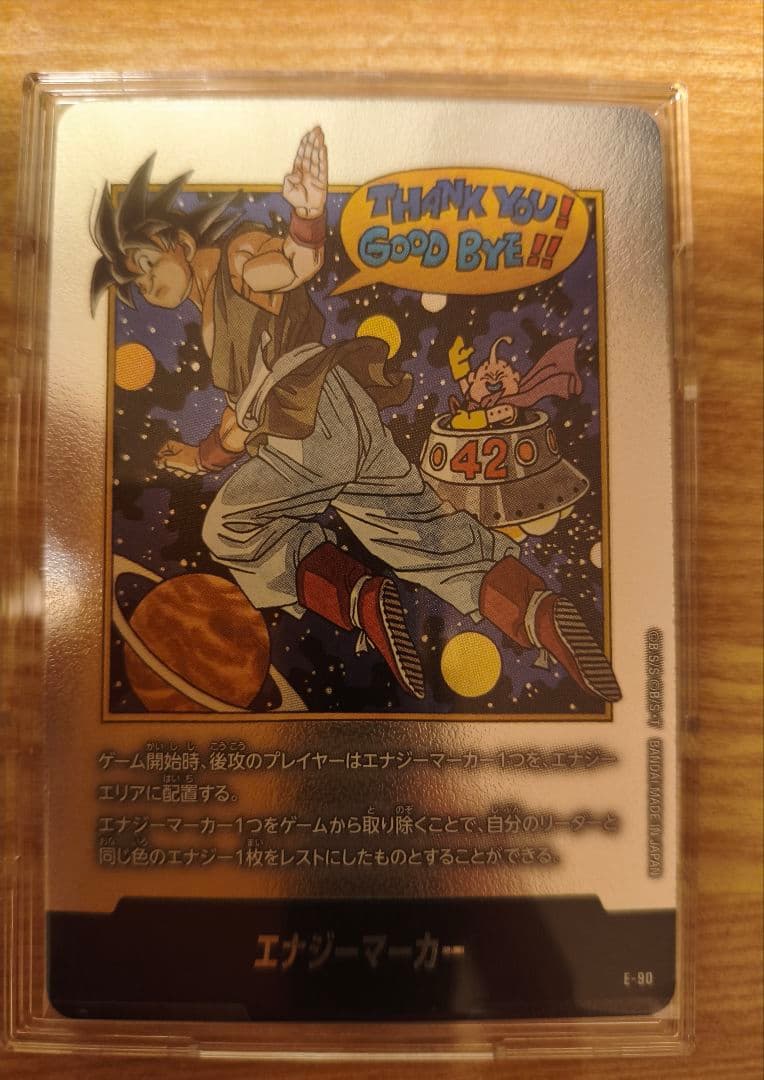 THANK YOU!
GOOD BYE!!
42
ゲーム開始時、後攻のプレイヤーはエナジーマーカー1つを、エナジー
エリアに配置する。
エナジーマーカー1つをゲームから取り除くことで、自分のリーダーと
同じ色のエナジー1枚をレストにしたものとすることができる。
エナジーマーカー
E-90
©B・S/S ©B/S・T BANDAI MADE IN JAPAN